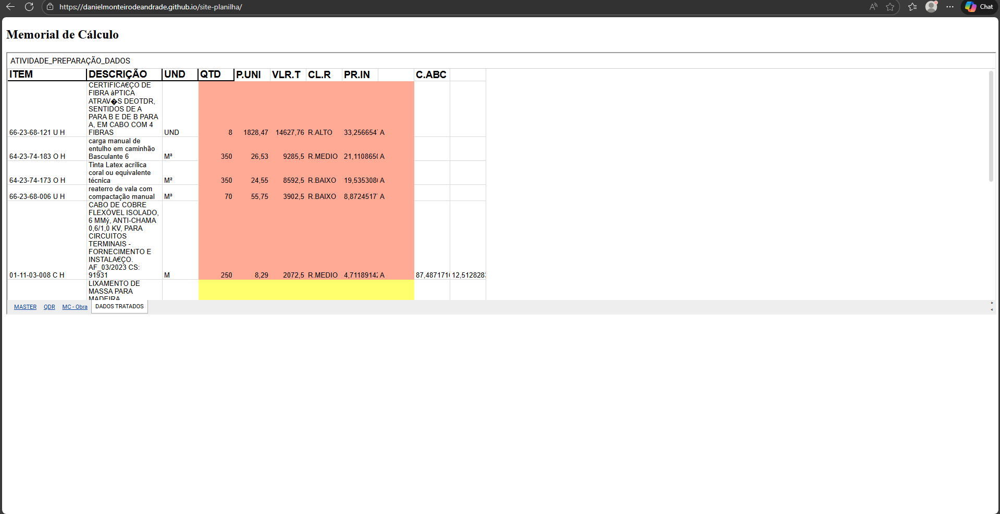 https://danielmonteirodeandrade.github.io/site-planilha/
Chat
Memorial de Cálculo
ATIVIDADE_PREPARAÇÃO_DADOS
ITEM DESCRIÇÃO UND QTD P.UNI VLR.T CL.R PR.IN C.ABC
CERTIFICA€ÇO DE
FIBRA àPTICA
ATRAV�S DEOTDR,
SENTIDOS DE A
PARA B E DE B PARA
A, EM CABO COM 4
66-23-68-121 U H FIBRAS UND 8 1828,47 14627,76 R.ALTO 33,2566547 A
carga manual de
entulho em caminhão
64-23-74-183 O H Basculante 6 M³ 350 26,53 9285,5 R.MEDIO 21,1108650 A
Tinta Latex acrílica
coral ou equivalente
64-23-74-173 O H técnica M² 350 24,55 8592,5 R.BAIXO 19,5353080 A
reaterro de vala com
66-23-68-006 U H compactação manual M³ 70 55,75 3902,5 R.BAIXO 8,8724517 A
CABO DE COBRE
FLEXÖVEL ISOLADO,
6 MMý, ANTI-CHAMA
0,6/1,0 KV, PARA
CIRCUITOS
TERMINAIS -
FORNECIMENTO E
INSTALA€ÇO.
AF_03/2023 CS:
01-11-03-008 C H 91931 M 250 8,29 2072,5 R.MEDIO 4,7118914 A 87,487171 12,512828
LIXAMENTO DE
MASSA PARA
MADEIRA
MASTER QDR MC - Obra DADOS TRATADOS